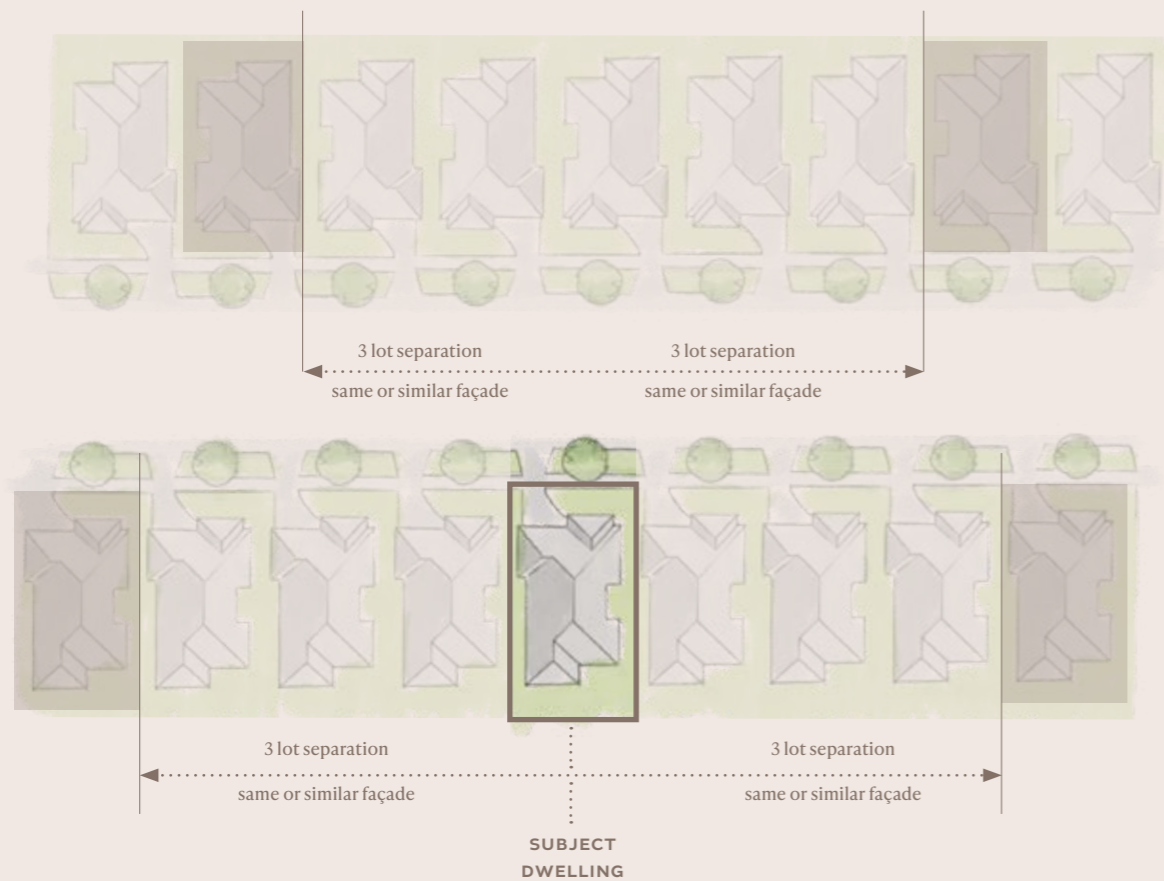 3 lot separation
3 lot separation
same or similar façade
same or similar façade
3 lot separation
3 lot separation
same or similar façade
same or similar façade
SUBJECT
DWELLING